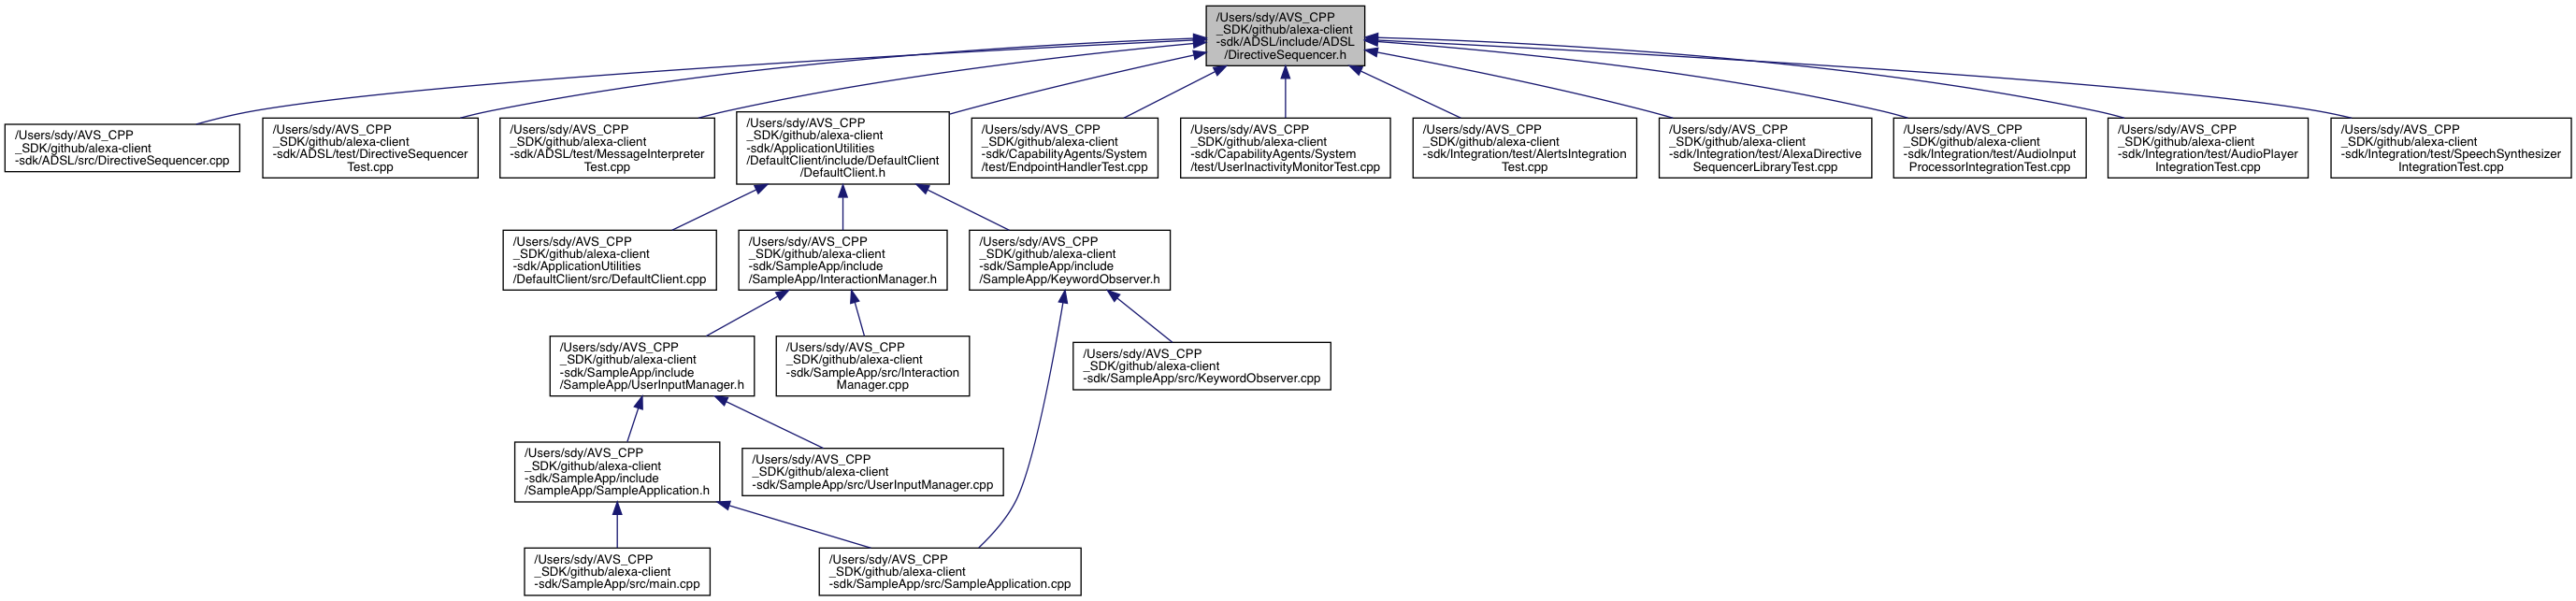 /Users/sdy/AVS_CPP
_SDK/github/alexa-client
-sdk/ADSL/include/ADSL
/DirectiveSequencer.h
/Users/sdy/AVS_CPP
_SDK/github/alexa-client
-sdk/ADSL/src/DirectiveSequencer.cpp
/Users/sdy/AVS_CPP
_SDK/github/alexa-client
-sdk/ADSL/test/DirectiveSequencer
Test.cpp
/Users/sdy/AVS_CPP
_SDK/github/alexa-client
-sdk/ADSL/test/MessageInterpreter
Test.cpp
/Users/sdy/AVS_CPP
_SDK/github/alexa-client
-sdk/ApplicationUtilities
/DefaultClient/include/DefaultClient
/DefaultClient.h
/Users/sdy/AVS_CPP
_SDK/github/alexa-client
-sdk/CapabilityAgents/System
/test/EndpointHandlerTest.cpp
/Users/sdy/AVS_CPP
_SDK/github/alexa-client
-sdk/CapabilityAgents/System
/test/UserInactivityMonitorTest.cpp
/Users/sdy/AVS_CPP
_SDK/github/alexa-client
-sdk/Integration/test/AlertsIntegration
Test.cpp
/Users/sdy/AVS_CPP
_SDK/github/alexa-client
-sdk/Integration/test/AlexaDirective
SequencerLibraryTest.cpp
/Users/sdy/AVS_CPP
_SDK/github/alexa-client
-sdk/Integration/test/AudioInput
ProcessorIntegrationTest.cpp
/Users/sdy/AVS_CPP
_SDK/github/alexa-client
-sdk/Integration/test/AudioPlayer
IntegrationTest.cpp
/Users/sdy/AVS_CPP
_SDK/github/alexa-client
-sdk/Integration/test/SpeechSynthesizer
IntegrationTest.cpp
/Users/sdy/AVS_CPP
_SDK/github/alexa-client
-sdk/ApplicationUtilities
/DefaultClient/src/DefaultClient.cpp
/Users/sdy/AVS_CPP
_SDK/github/alexa-client
-sdk/SampleApp/include
/SampleApp/InteractionManager.h
/Users/sdy/AVS_CPP
_SDK/github/alexa-client
-sdk/SampleApp/include
/SampleApp/KeywordObserver.h
/Users/sdy/AVS_CPP
_SDK/github/alexa-client
-sdk/SampleApp/include
/SampleApp/UserInputManager.h
/Users/sdy/AVS_CPP
_SDK/github/alexa-client
-sdk/SampleApp/src/Interaction
Manager.cpp
/Users/sdy/AVS_CPP
_SDK/github/alexa-client
-sdk/SampleApp/src/KeywordObserver.cpp
/Users/sdy/AVS_CPP
_SDK/github/alexa-client
-sdk/SampleApp/include
/SampleApp/SampleApplication.h
/Users/sdy/AVS_CPP
_SDK/github/alexa-client
-sdk/SampleApp/src/UserInputManager.cpp
/Users/sdy/AVS_CPP
_SDK/github/alexa-client
-sdk/SampleApp/src/main.cpp
/Users/sdy/AVS_CPP
_SDK/github/alexa-client
-sdk/SampleApp/src/SampleApplication.cpp